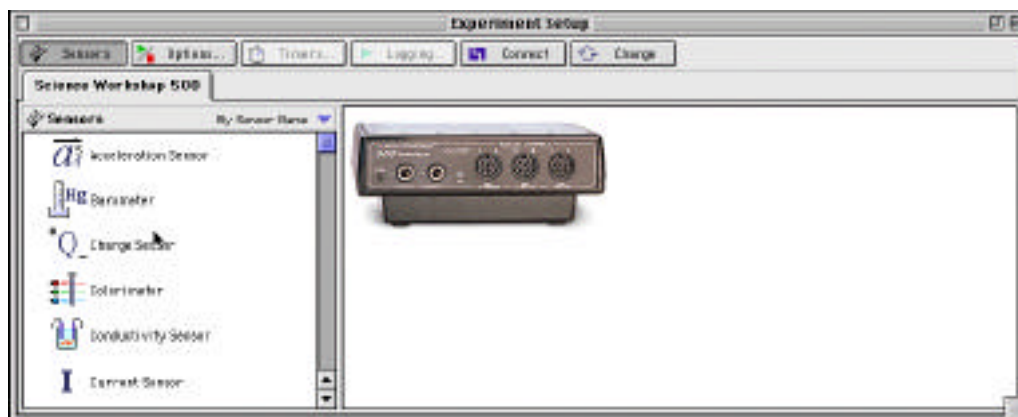 Experiment Setup
Sensors Options... Timers... Logging... Connect Change
Science Workshop 500
Sensors By Sensor Name
Acceleration Sensor
Hg Barometer
Q Charge Sensor
Colorimeter
Conductivity Sensor
I Current Sensor